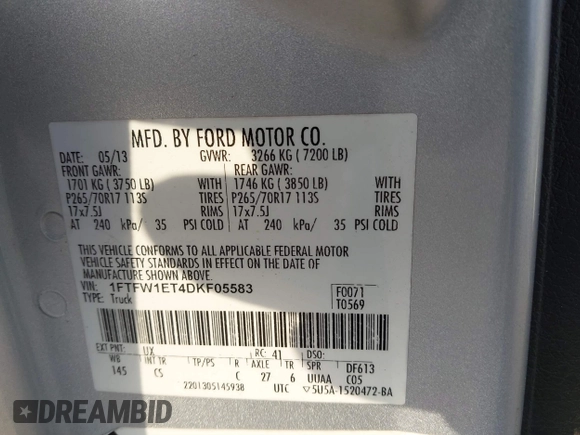 MFD. BY FORD MOTOR CO.
DATE: 05/13 GVWR: 3266 KG ( 7200 LB)
FRONT GAWR: REAR GAWR:
1701 KG ( 3750 LB) WITH 1746 KG ( 3850 LB) WITH
P265/70R17 113S TIRES P265/70R17 113S TIRES
17x7.5J RIMS 17x7.5J RIMS
AT 240 kPa/ 35 PSI COLD AT 240 kPa/ 35 PSI COLD
THIS VEHICLE CONFORMS TO ALL APPLICABLE FEDERAL MOTOR
VEHICLE SAFETY STANDARDS IN EFFECT ON THE DATE OF
MANUFACTURE SHOWN ABOVE.
VIN: 1FTFW1ET4DKF05583 F0071
TYPE: Truck T0569
EXT PNT: UX RC: 41 DSO:
WB INT TR TP/PS R AXLE TR SPR DF613
145 CS C 27 6 UUAA C05
2201305145938 UTC ▽5U5A-1520472-BA
DREAMBID